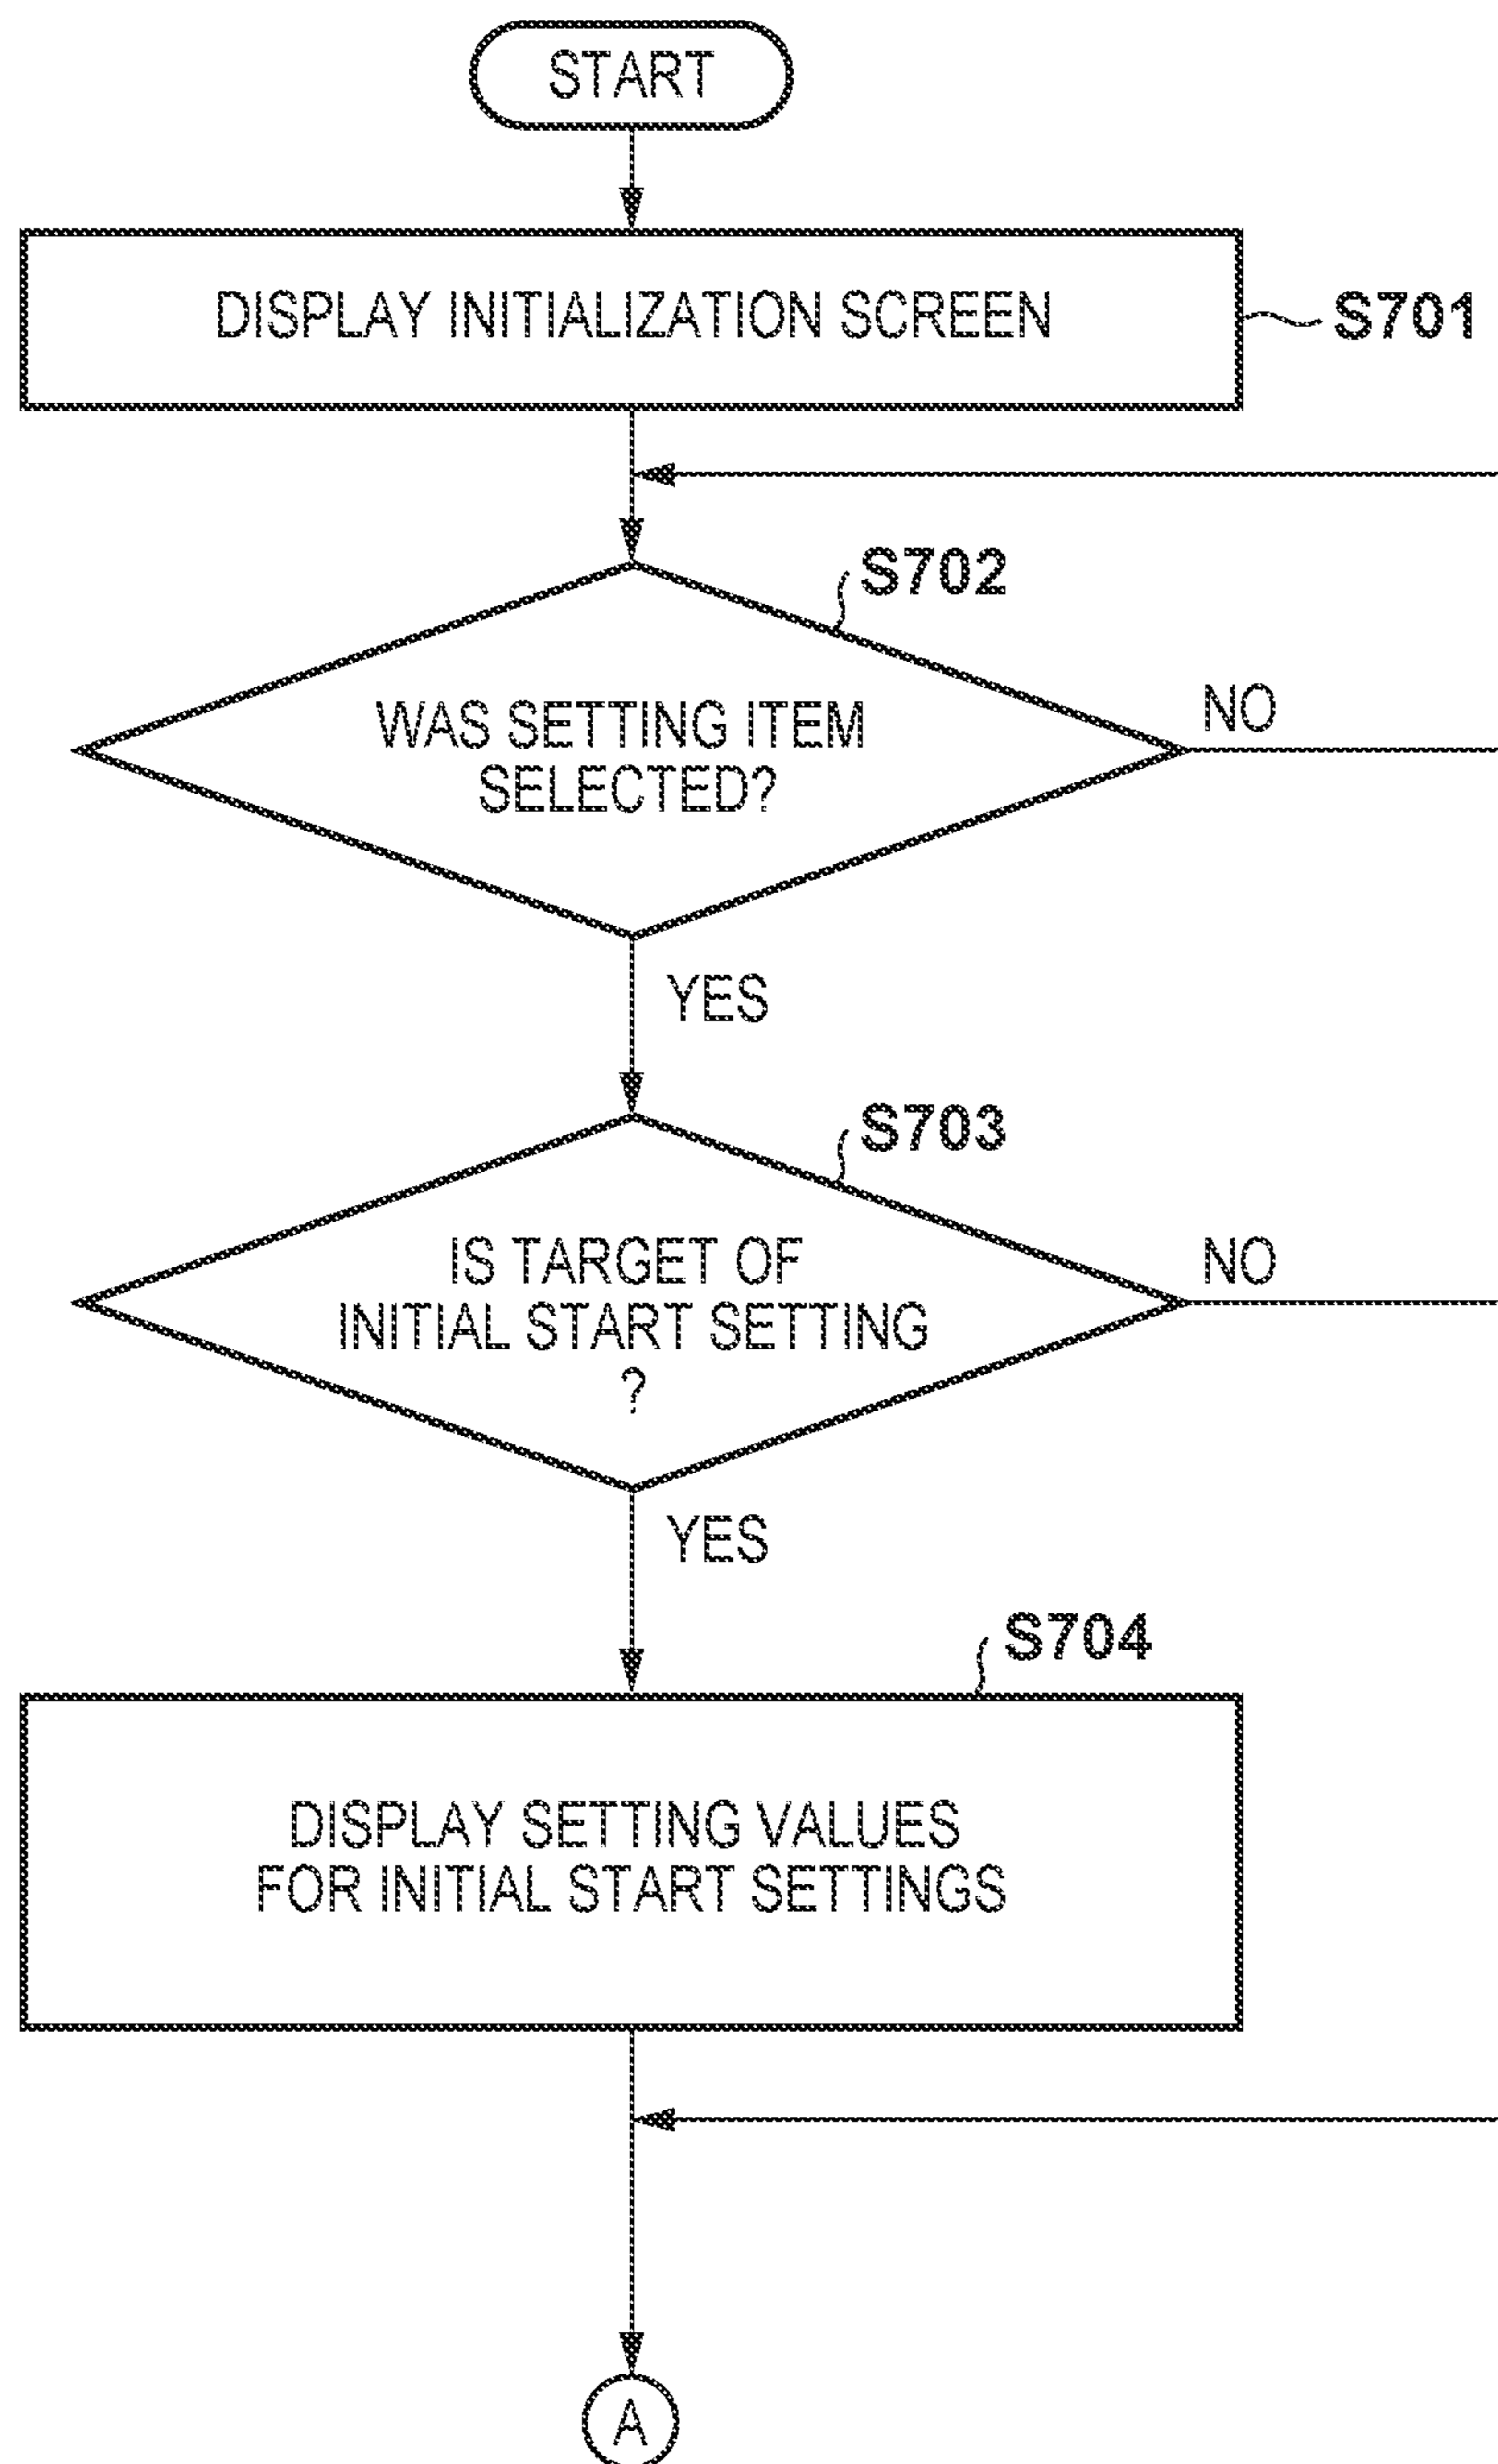 START
DISPLAY INITIALIZATION SCREEN
S701
S702
WAS SETTING ITEM
SELECTED?
NO
YES
S703
IS TARGET OF
INITIAL START SETTING
?
NO
YES
S704
DISPLAY SETTING VALUES
FOR INITIAL START SETTINGS
A